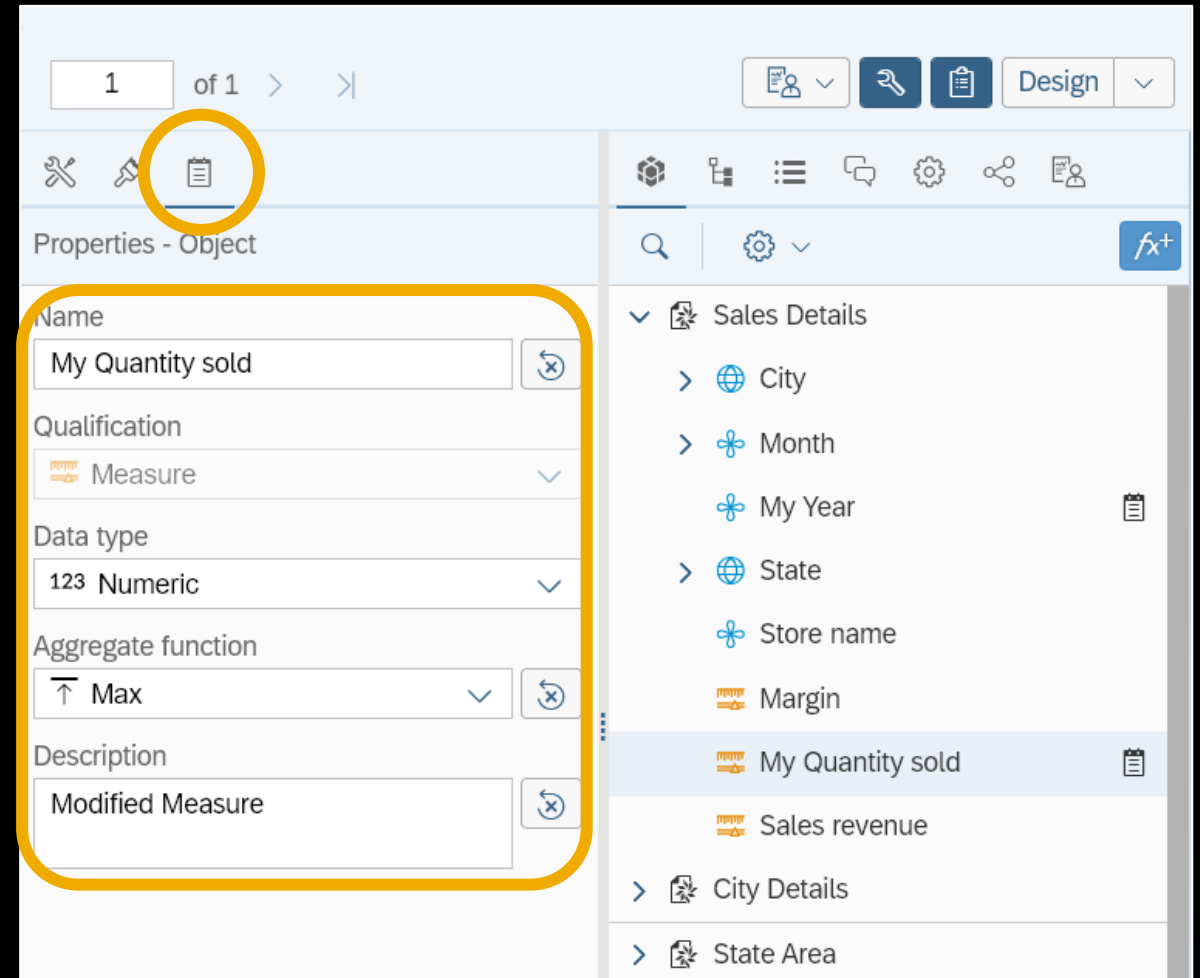 1 of 1
Design
Properties - Object
fx+
Name
My Quantity sold
Qualification
Measure
Data type
123 Numeric
Aggregate function
Max
Description
Modified Measure
Sales Details
City
Month
My Year
State
Store name
Margin
My Quantity sold
Sales revenue
City Details
State Area